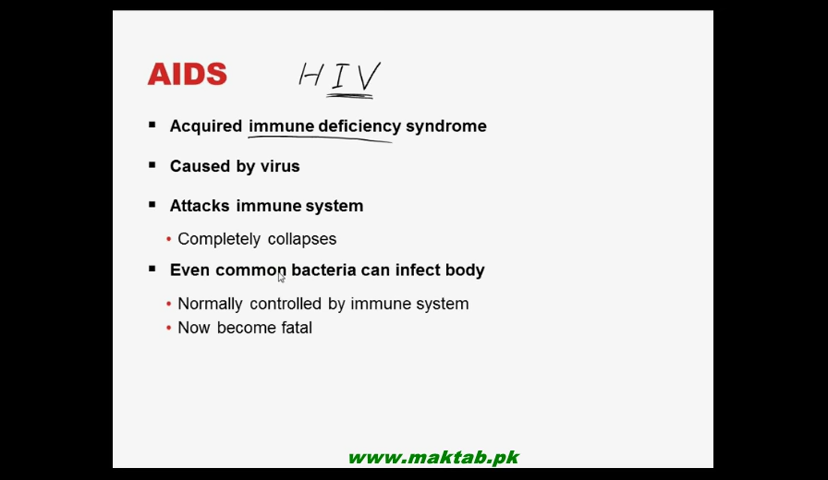 AIDS HIV
Acquired immune deficiency syndrome
Caused by virus
Attacks immune system
Completely collapses
Even common bacteria can infect body
Normally controlled by immune system
Now become fatal
www.maktab.pk